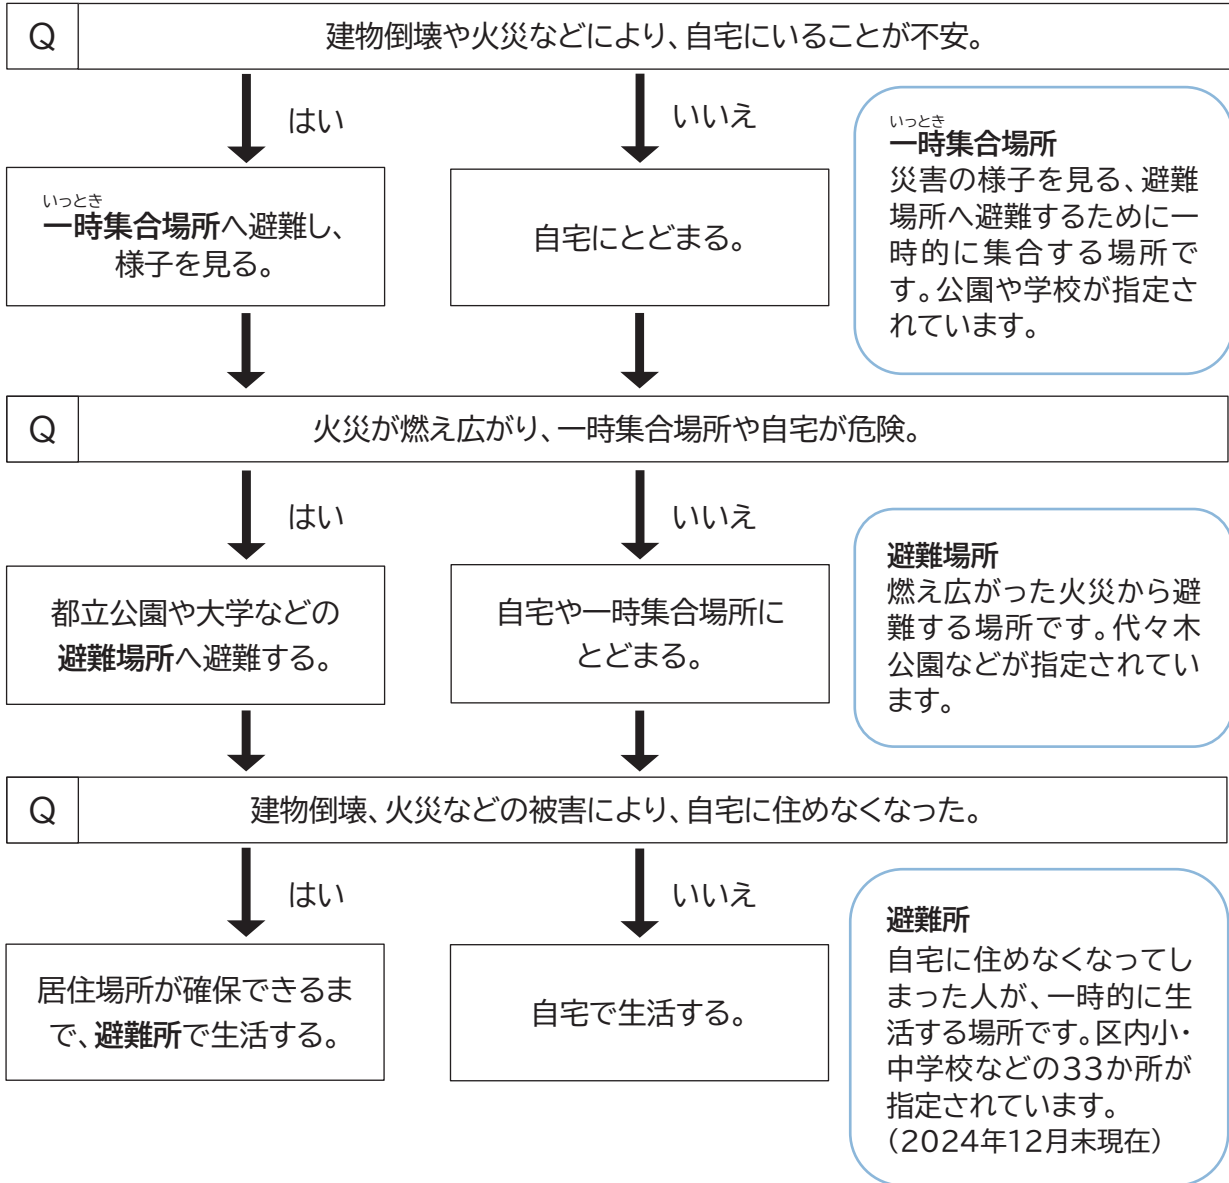 Q 建物倒壊や火災などにより、自宅にいることが不安。
はい
いいえ
いっとき
一時集合場所へ避難し、
様子を見る。
自宅にとどまる。
いっとき
一時集合場所
災害の様子を見る、避難
場所へ避難するために一
時的に集合する場所で
す。公園や学校が指定さ
れています。
Q 火災が燃え広がり、一時集合場所や自宅が危険。
はい
いいえ
都立公園や大学などの
避難場所へ避難する。
自宅や一時集合場所に
とどまる。
避難場所
燃え広がった火災から避
難する場所です。代々木
公園などが指定されてい
ます。
Q 建物倒壊、火災などの被害により、自宅に住めなくなった。
はい
いいえ
居住場所が確保できるま
で、避難所で生活する。
自宅で生活する。
避難所
自宅に住めなくなってし
まった人が、一時的に生
活する場所です。区内小・
中学校などの33か所が
指定されています。
(2024年12月末現在)